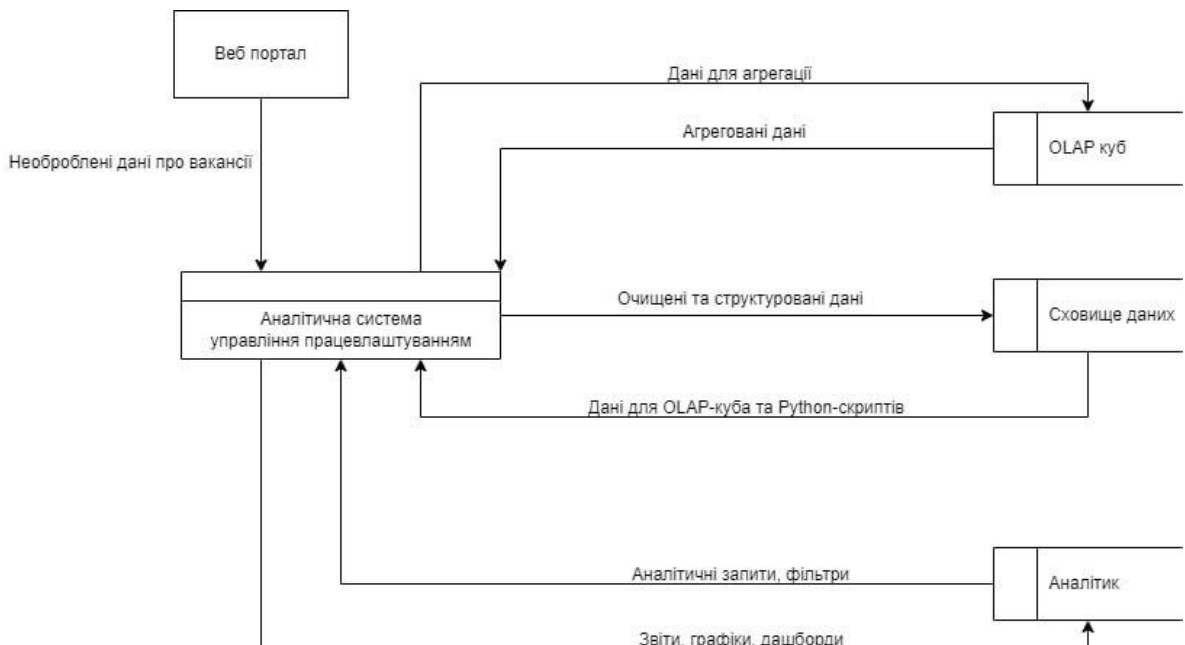 Веб портал
Дані для агрегації
Агреговані дані
OLAP куб
Необроблені дані про вакансії
Очищені та структуровані дані
Сховище даних
Аналітична система
управління працевлаштуванням
Дані для OLAP-куба та Python-скриптів
Аналітичні запити, фільтри
Аналітик
Звіти, графіки, дашборди